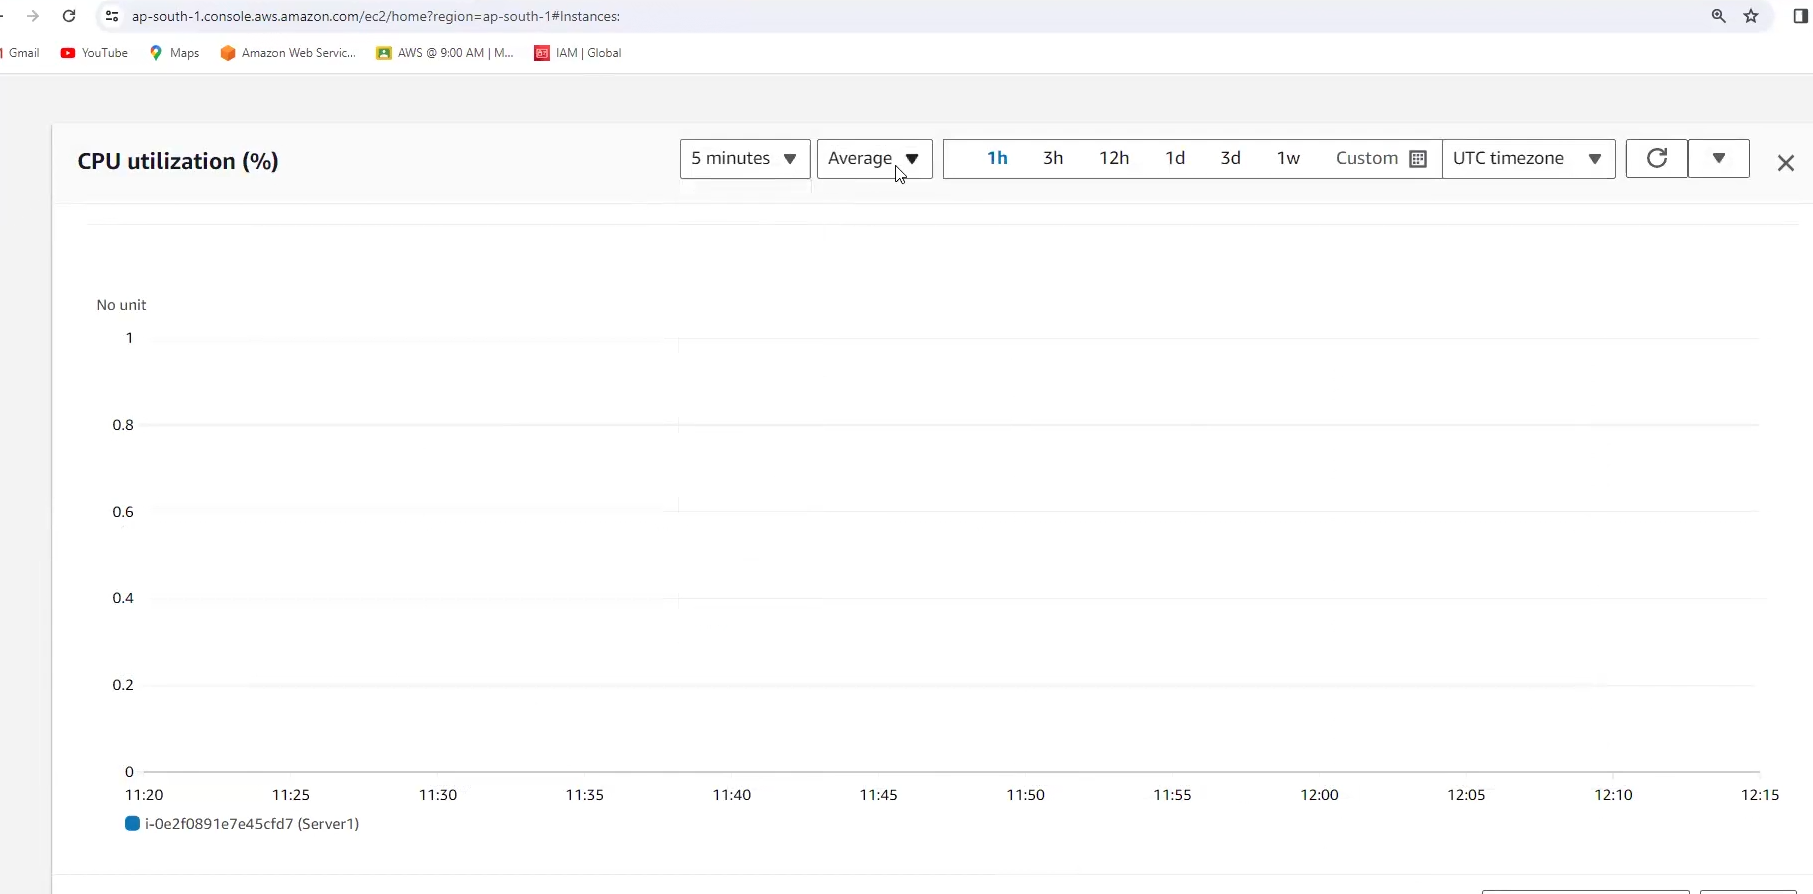 ap-south-1.console.aws.amazon.com/ec2/home?region=ap-south-1#Instances:
Gmail YouTube Maps Amazon Web Servic... AWS @ 9:00 AM | M... IAM | Global
CPU utilization (%) 5 minutes Average 1h 3h 12h 1d 3d 1w Custom UTC timezone
No unit
1
0.8
0.6
0.4
0.2
0
11:20 11:25 11:30 11:35 11:40 11:45 11:50 11:55 12:00 12:05 12:10 12:15
i-0e2f0891e7e45cfd7 (Server1)